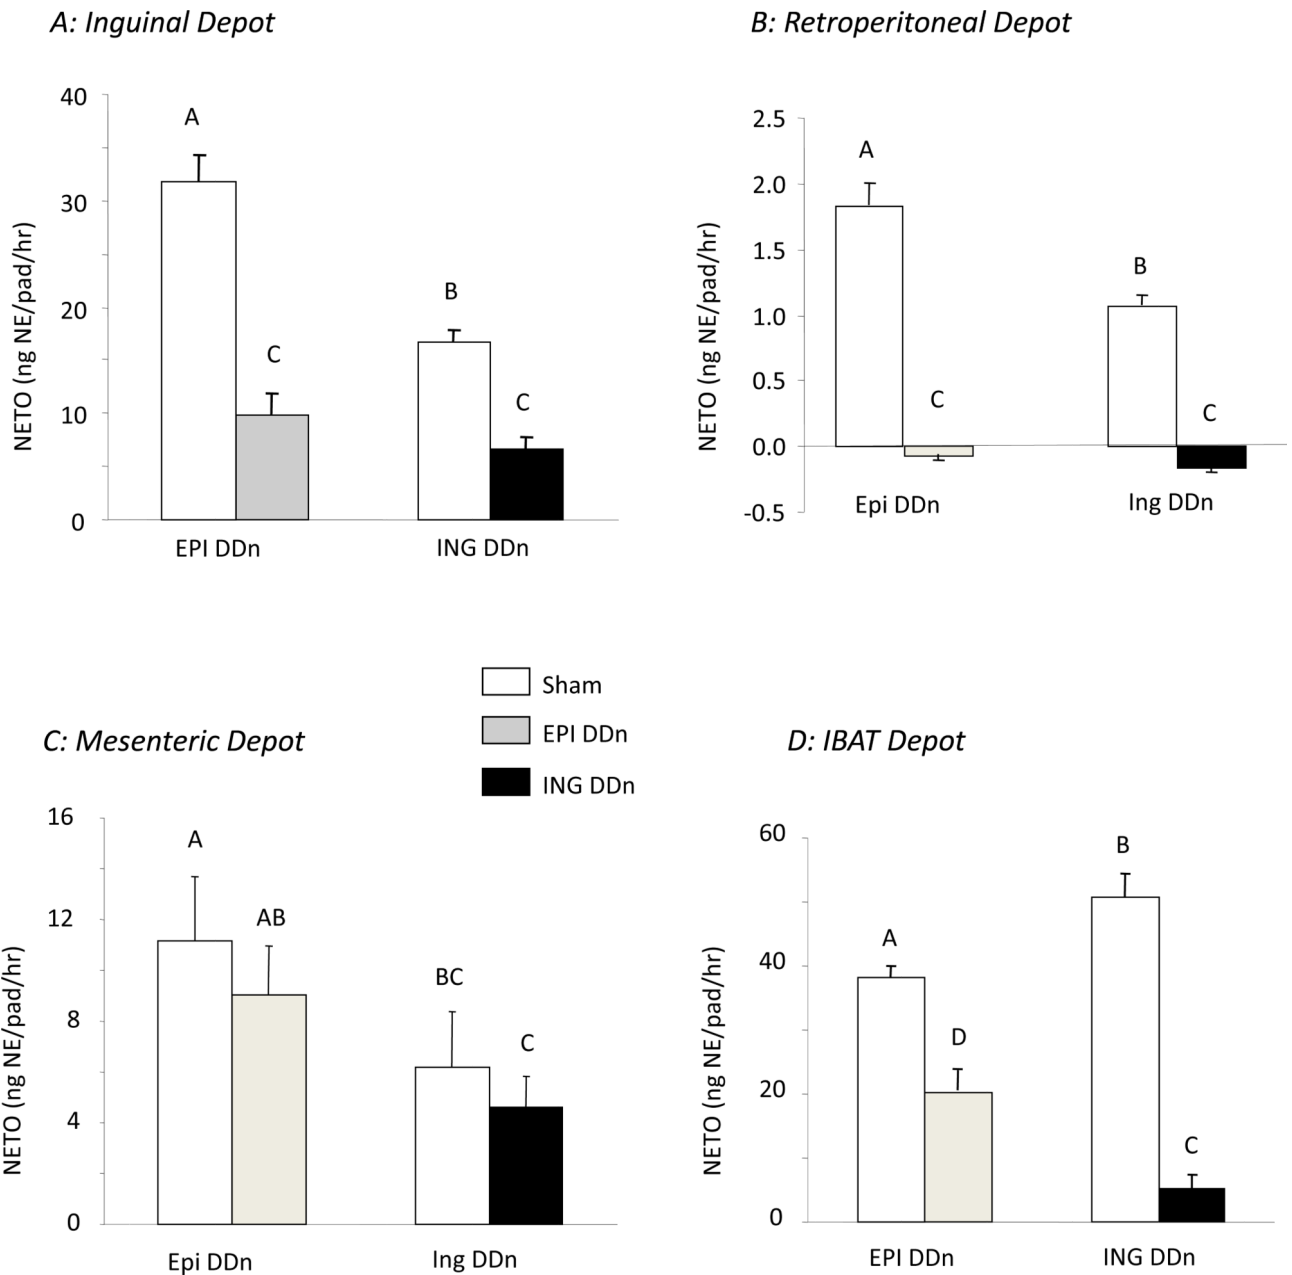 A: Inguinal Depot
NETO (ng NE/pad/hr)
40
30
20
10
0
A
C
B
C
EPI DDn
ING DDn
B: Retroperitoneal Depot
NETO (ng NE/pad/hr)
2.5
2.0
1.5
1.0
0.5
0.0
-0.5
A
C
B
C
Epi DDn
Ing DDn
Sham
EPI DDn
ING DDn
C: Mesenteric Depot
NETO (ng NE/pad/hr)
16
12
8
4
0
A
AB
BC
C
Epi DDn
Ing DDn
D: IBAT Depot
NETO (ng NE/pad/hr)
60
40
20
0
A
D
B
C
EPI DDn
ING DDn